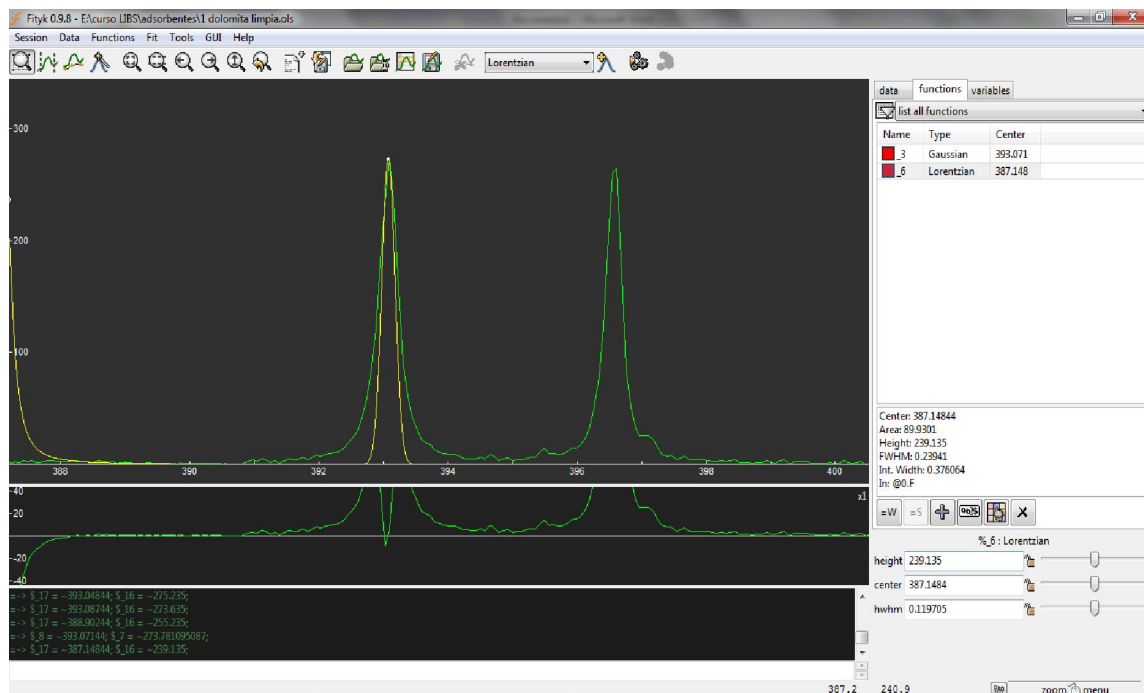 Fityk 0.9.8 - E:\curso LIBS\adsorbentes\1 dolomita limpia.ols
Session Data Functions Fit Tools GUI Help
Lorentzian
data functions variables
list all functions
Name Type Center
_3 Gaussian 393.071
_6 Lorentzian 387.148
300
200
100
388 390 392 394 396 398 400
Center: 387.14844
Area: 89.9301
Height: 239.135
FWHM: 0.23941
Int. Width: 0.376064
In: @0.F
40
20
-20
-40
x1
=W =S %
%_6 : Lorentzian
height 239.135
center 387.1484
hwhm 0.119705
=-> $_17 = ~393.04844; $_16 = ~275.235;
=-> $_17 = ~393.08744; $_16 = ~273.635;
=-> $_17 = ~388.90244; $_16 = ~255.235;
=-> $_8 = ~393.07144; $_7 = ~273.781095087;
=-> $_17 = ~387.14844; $_16 = ~239.135;
387.2 240.9 zoom menu